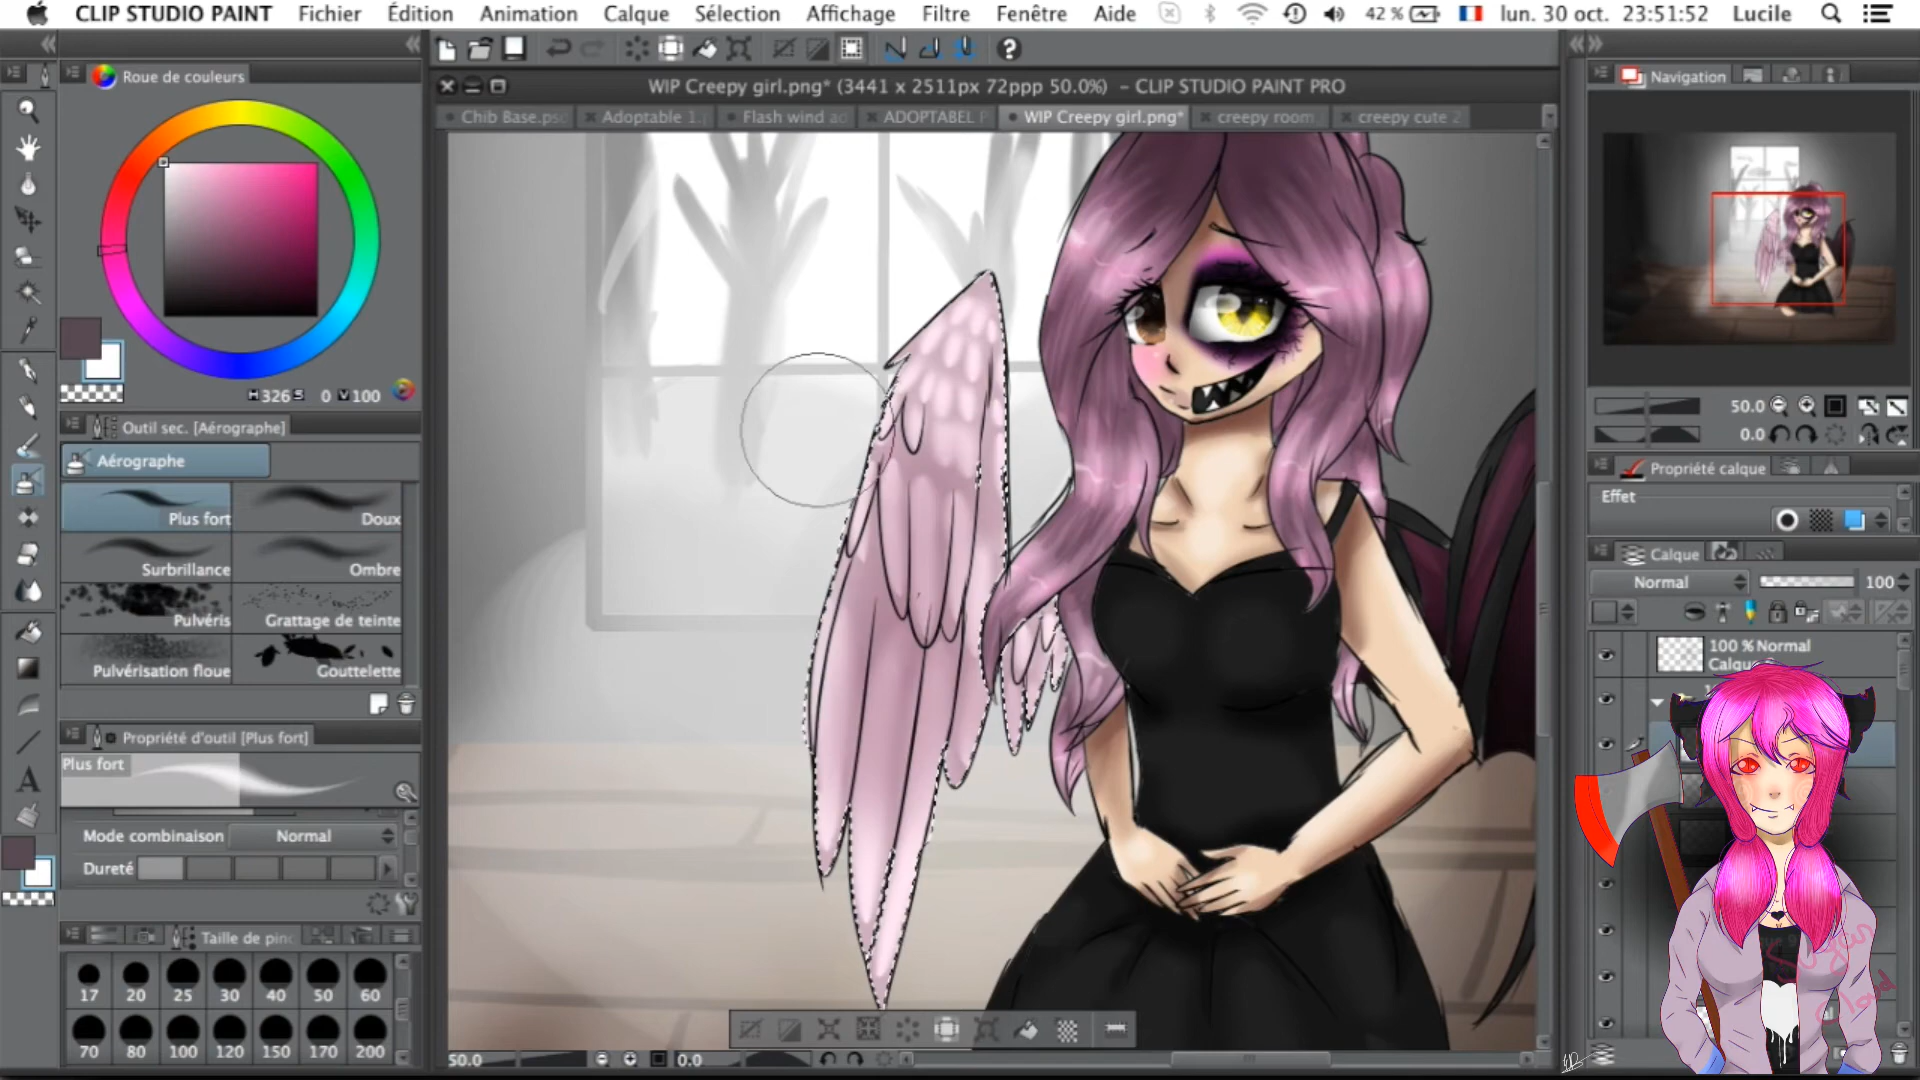 CLIP STUDIO PAINT Fichier Édition Animation Calque Sélection Affichage Filtre Fenêtre Aide 42 % lun. 30 oct. 23:51:52 Lucile
Roue de couleurs
WIP Creepy girl.png* (3441 x 2511px 72ppp 50.0%) - CLIP STUDIO PAINT PRO
Navigation
Chib Base.psd Adoptable 1. Flash wind ad ADOPTABEL P WIP Creepy girl.png* creepy room creepy cute 2
H 326 S 0 V 100
50.0
0.0
Outil sec. [Aérographe]
Aérographe
Propriété calque
Effet
Plus fort Doux
Surbrillance Ombre
Pulvéris Grattage de teinte
Pulvérisation floue Gouttelette
Calque
Normal 100
100 % Normal
Calque
Propriété d'outil [Plus fort]
Plus fort
Mode combinaison Normal
Dureté
Taille de pinc
17 20 25 30 40 50 60
70 80 100 120 150 170 200
50.0 0.0
Sugar
Cloud